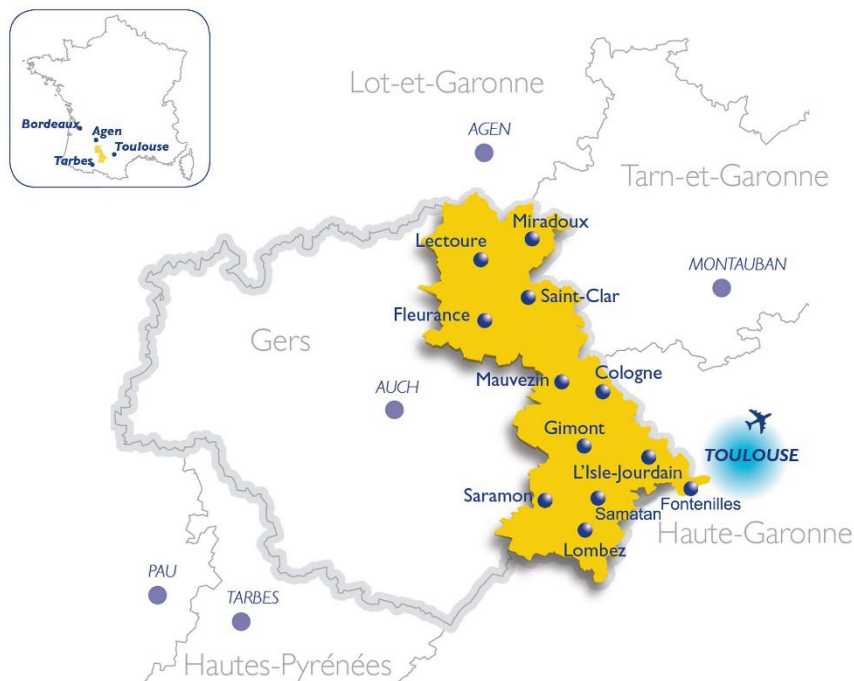 Bordeaux
Agen
Toulouse
Tarbes
Lot-et-Garonne
AGEN
Tarn-et-Garonne
Miradoux
Lectoure
MONTAUBAN
Saint-Clar
Fleurance
Gers
Mauvezin
Cologne
AUCH
Gimont
TOULOUSE
L'Isle-Jourdain
Saramon
Samatan
Fontenilles
Haute-Garonne
Lombez
PAU
TARBES
Hautes-Pyrénées